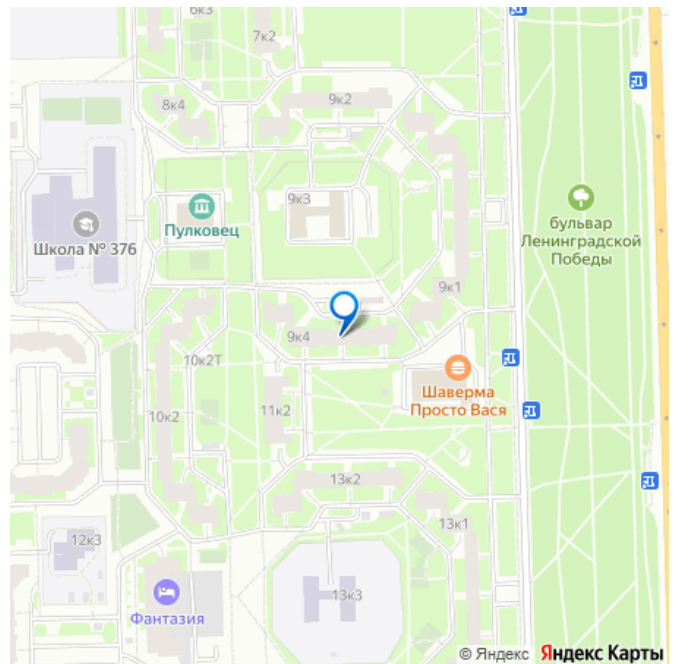 6к3
7к2
9к2
8к4
9к3
Школа № 376
Пулковец
бульвар
Ленинградской
Победы
9к1
9к4
10к2Т
Шаверма
Просто Вася
10к2
11к2
13к2
13к1
12к3
13к3
Фантазия
© Яндекс Яндекс Карты